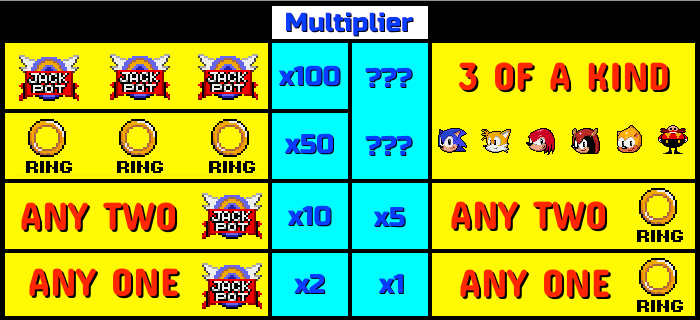 Multiplier
JACK POT JACK POT JACK POT x100 ??? 3 OF A KIND
RING RING RING x50 ???
ANY TWO JACK POT x10 x5 ANY TWO RING
ANY ONE JACK POT x2 x1 ANY ONE RING